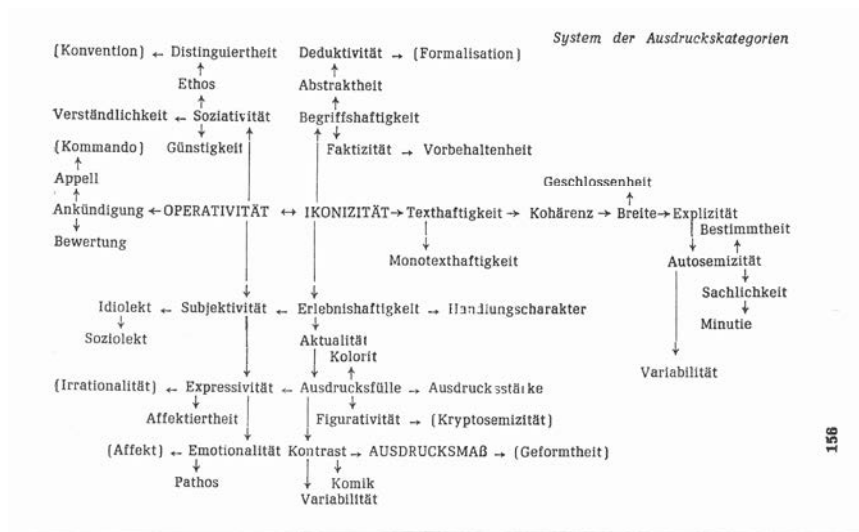 System der Ausdruckskategorien
(Konvention) ← Distinguiertheit Deduktivität → (Formalisation)
Ethos Abstraktheit
Verständlichkeit ← Soziativität Begriffshaftigkeit
(Kommando) Günstigkeit Faktizität → Vorbehaltenheit
Appell Geschlossenheit
Ankündigung ← OPERATIVITÄT ↔ IKONIZITÄT → Texthaftigkeit → Kohärenz → Breite → Explizität
Bewertung Bestimmtheit
Monotexthaftigkeit Autosemizität
Sachlichkeit
Idiolekt ← Subjektivität ← Erlebnishaftigkeit → Handlungscharakter
Minutie
Soziolekt Aktualität
Kolorit
Variabilität
(Irrationalität) ← Expressivität ← Ausdrucksfülle → Ausdrucksstärke
Affektiertheit Figurativität → (Kryptosemizität)
(Affekt) ← Emotionalität Kontrast → AUSDRUCKSMAß → (Geformtheit)
Pathos Komik
Variabilität
156